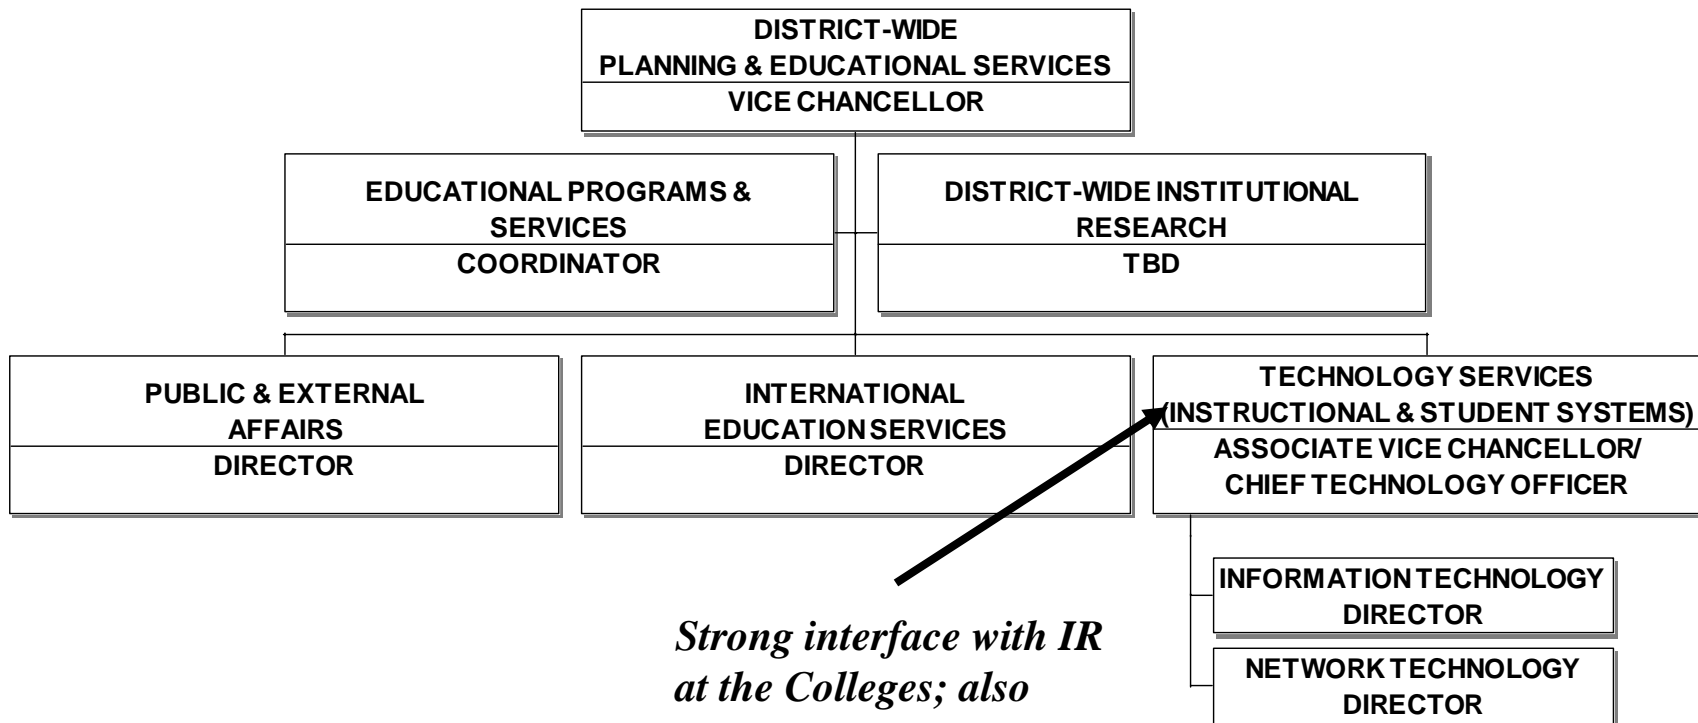 DISTRICT-WIDE
PLANNING & EDUCATIONAL SERVICES
VICE CHANCELLOR
EDUCATIONAL PROGRAMS &
SERVICES
COORDINATOR
DISTRICT-WIDE INSTITUTIONAL
RESEARCH
TBD
PUBLIC & EXTERNAL
AFFAIRS
DIRECTOR
INTERNATIONAL
EDUCATION SERVICES
DIRECTOR
TECHNOLOGY SERVICES
(INSTRUCTIONAL & STUDENT SYSTEMS)
ASSOCIATE VICE CHANCELLOR/
CHIEF TECHNOLOGY OFFICER
INFORMATION TECHNOLOGY
DIRECTOR
NETWORK TECHNOLOGY
DIRECTOR
Strong interface with IR
at the Colleges; also